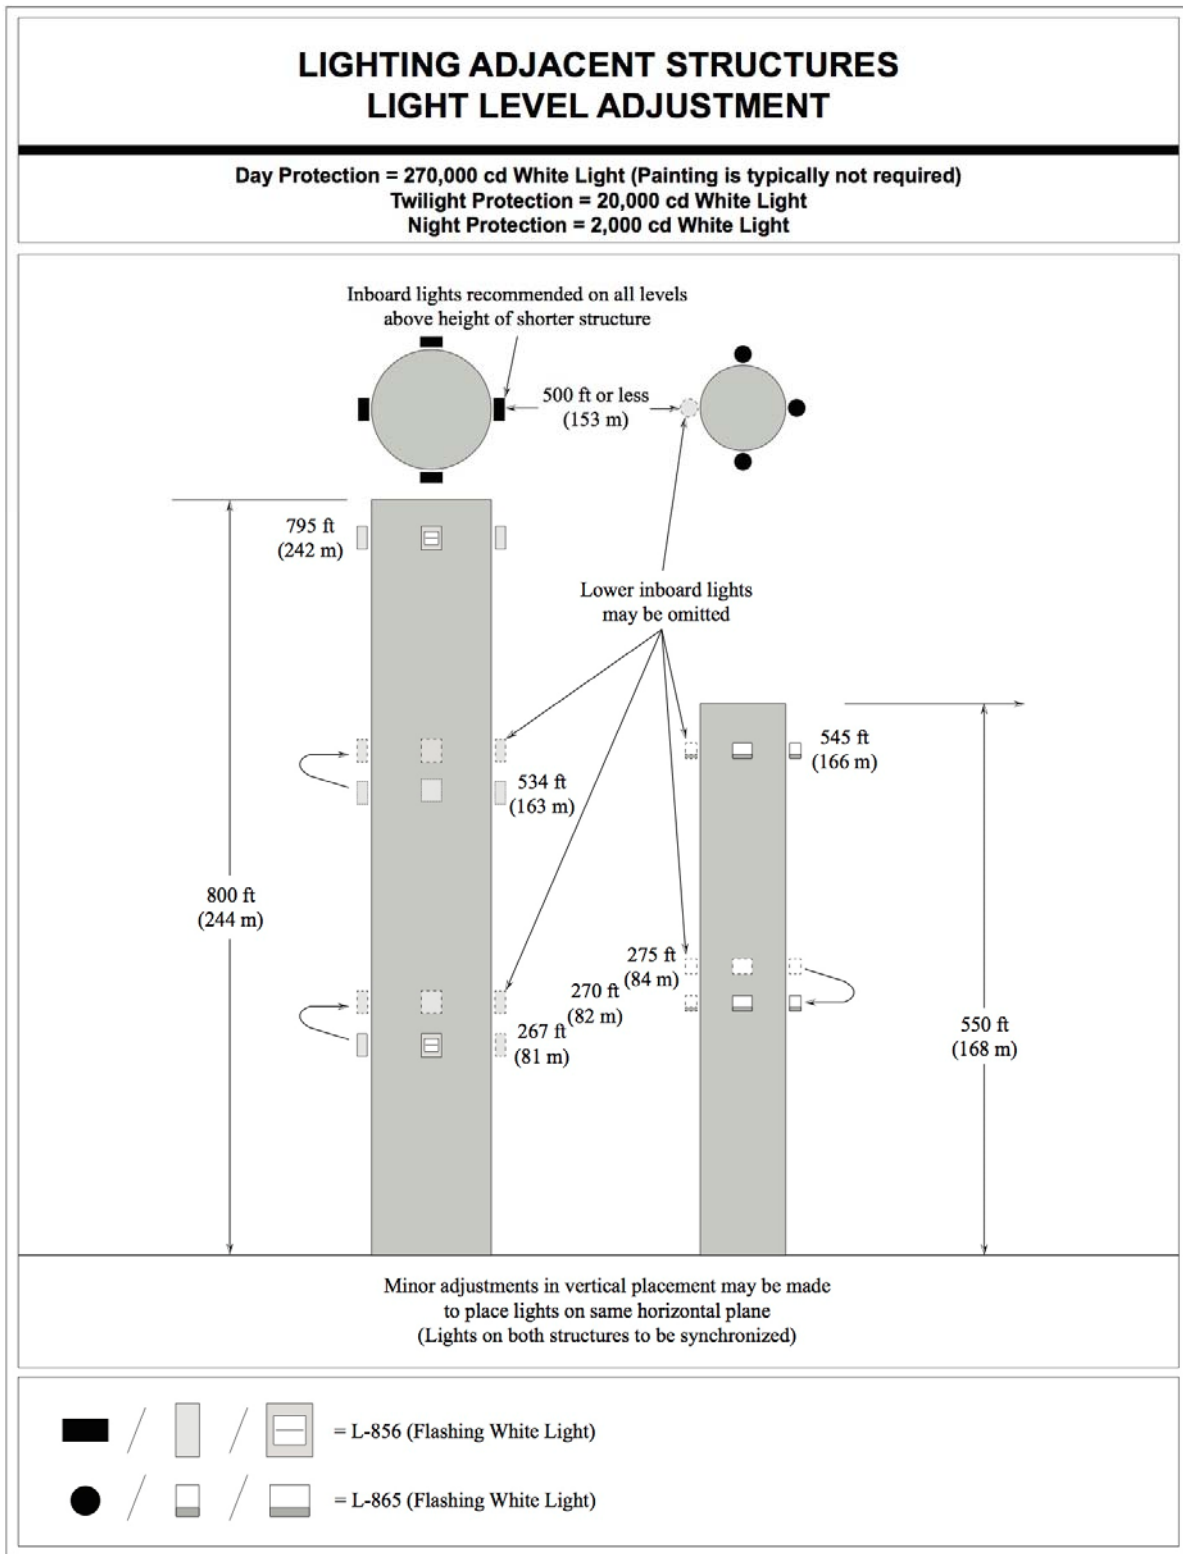 LIGHTING ADJACENT STRUCTURES
LIGHT LEVEL ADJUSTMENT
Day Protection = 270,000 cd White Light (Painting is typically not required)
Twilight Protection = 20,000 cd White Light
Night Protection = 2,000 cd White Light
Inboard lights recommended on all levels
above height of shorter structure
500 ft or less
(153 m)
795 ft
(242 m)
Lower inboard lights
may be omitted
545 ft
(166 m)
534 ft
(163 m)
800 ft
(244 m)
275 ft
(84 m)
270 ft
(82 m)
267 ft
(81 m)
550 ft
(168 m)
Minor adjustments in vertical placement may be made
to place lights on same horizontal plane
(Lights on both structures to be synchronized)
/ / = L-856 (Flashing White Light)
/ / = L-865 (Flashing White Light)